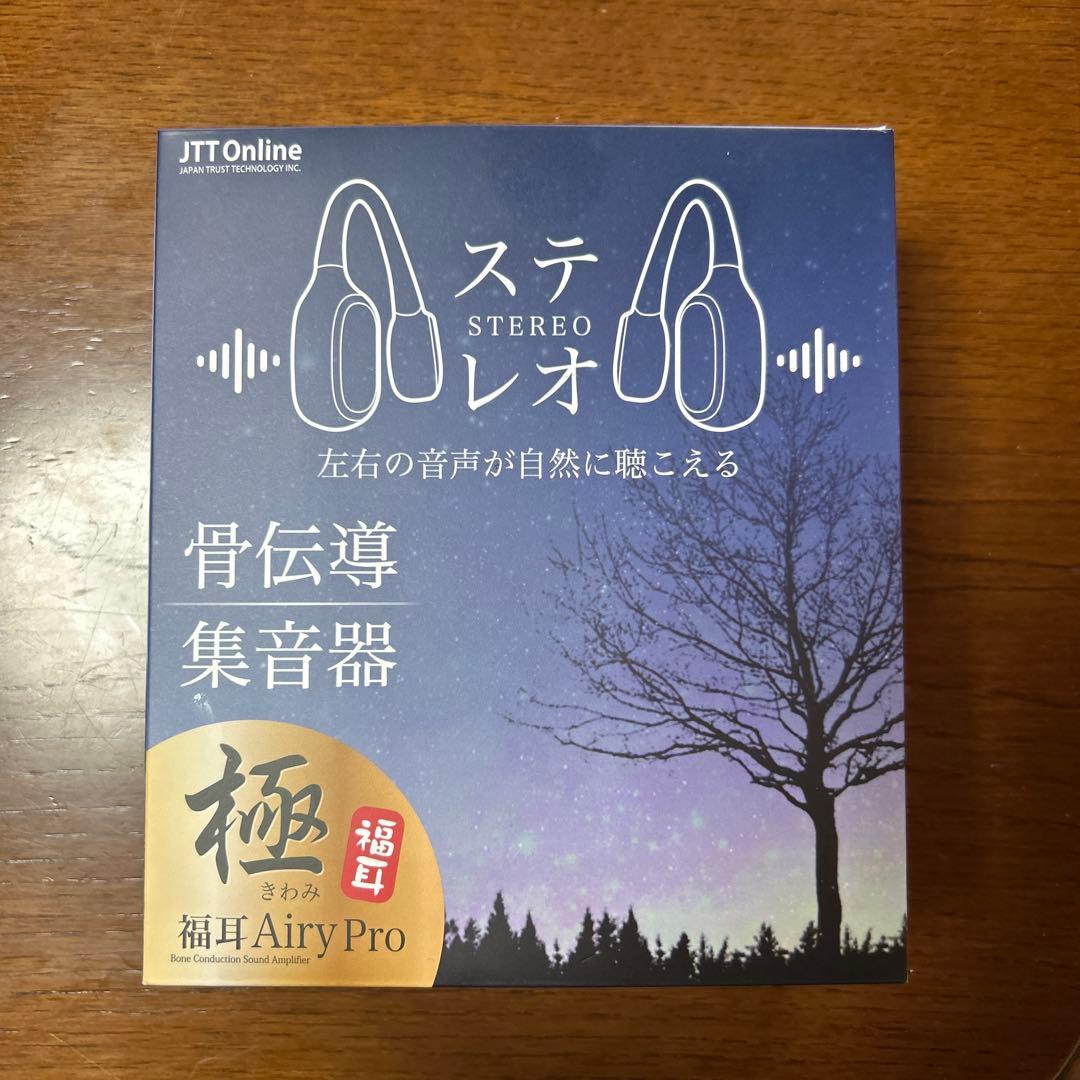 JTT Online
JAPAN TRUST TECHNOLOGY INC.
ステ
STEREO
レオ
左右の音声が自然に聴こえる
骨伝導
集音器
極
きわみ
福耳
福耳 Airy Pro
Bone Conduction Sound Amplifier